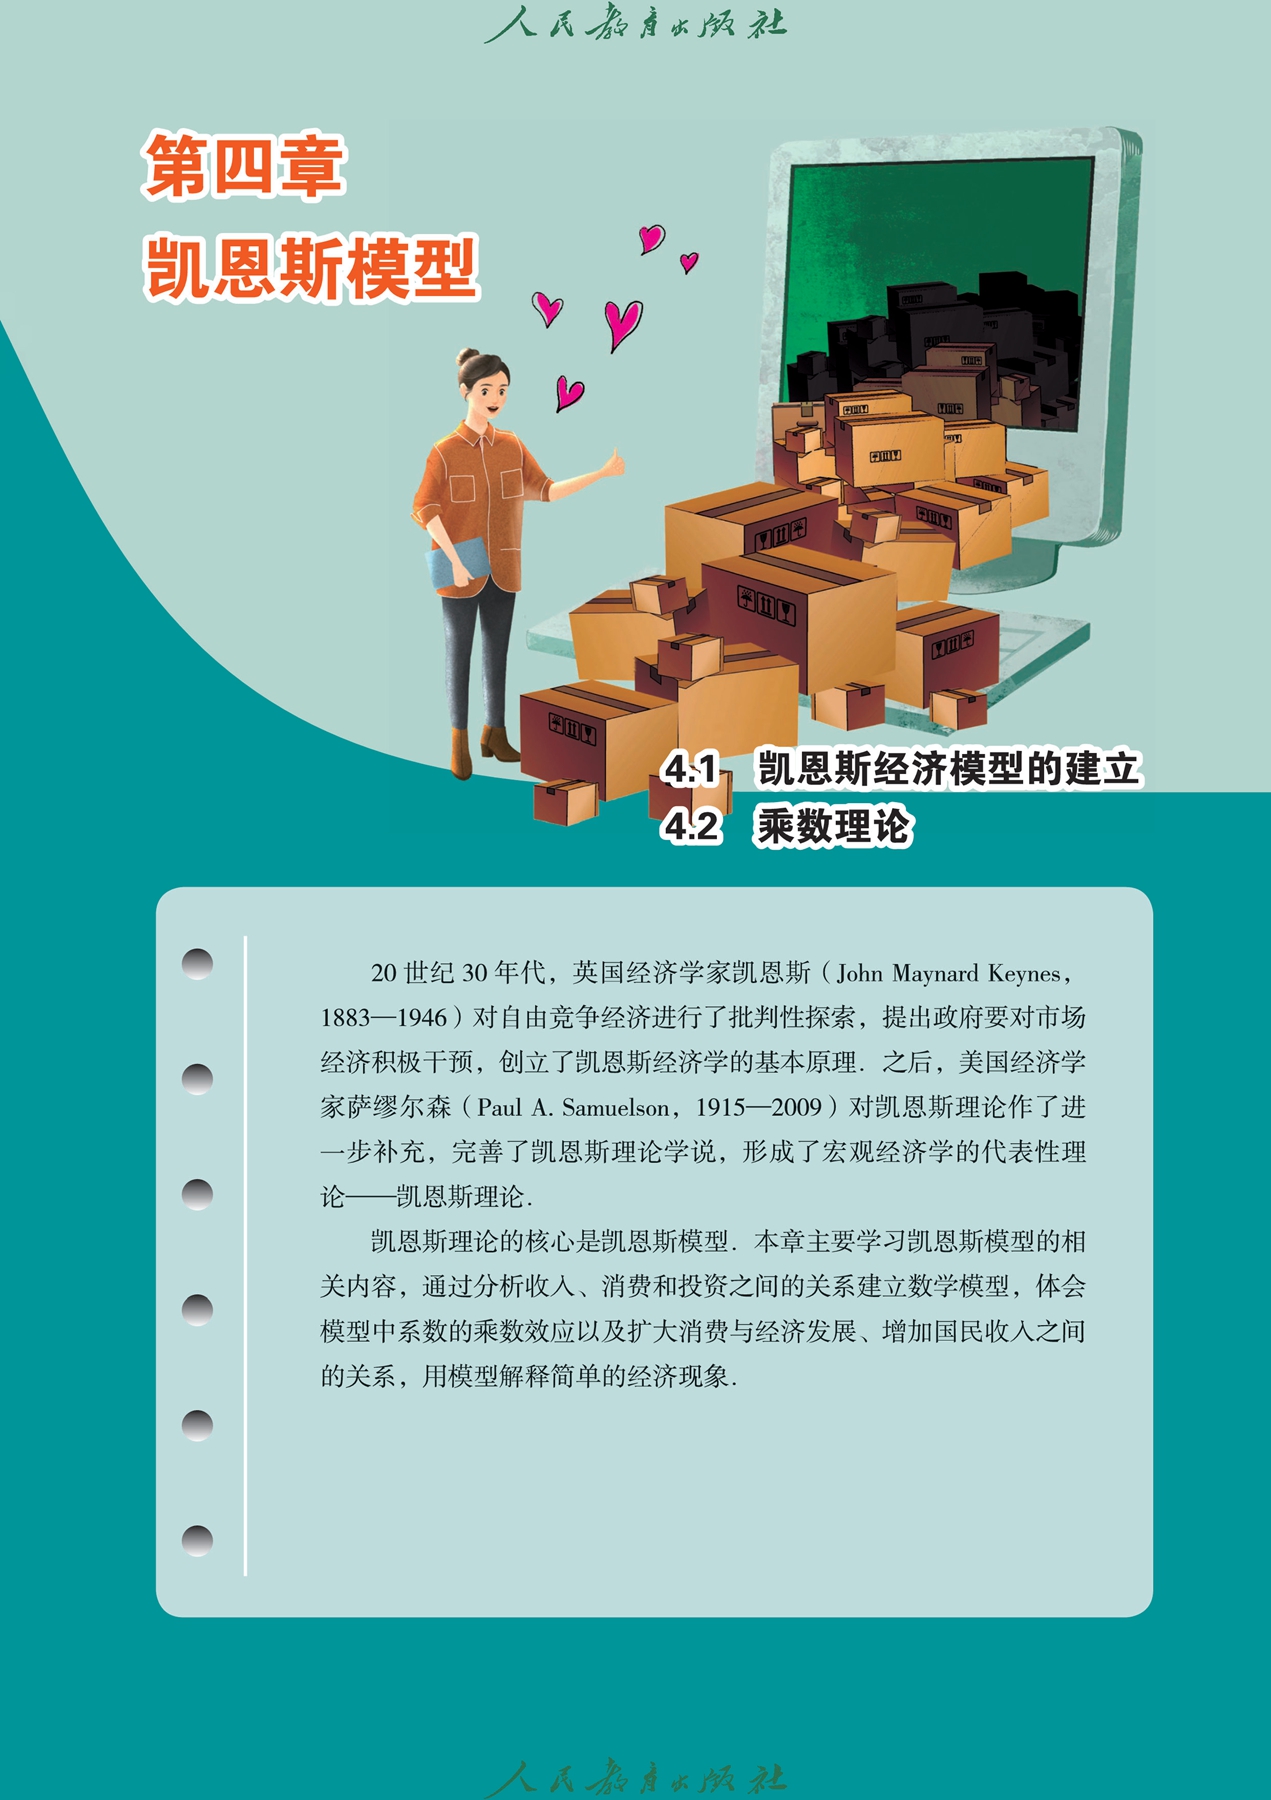 人民教育出版社
第四章
凯恩斯模型
4.1 凯恩斯经济模型的建立
4.2 乘数理论
20 世纪 30 年代，英国经济学家凯恩斯（John Maynard Keynes，
1883—1946）对自由竞争经济进行了批判性探索，提出政府要对市场
经济积极干预，创立了凯恩斯经济学的基本原理．之后，美国经济学
家萨缪尔森（Paul A. Samuelson，1915—2009）对凯恩斯理论作了进
一步补充，完善了凯恩斯理论学说，形成了宏观经济学的代表性理
论——凯恩斯理论．
凯恩斯理论的核心是凯恩斯模型．本章主要学习凯恩斯模型的相
关内容，通过分析收入、消费和投资之间的关系建立数学模型，体会
模型中系数的乘数效应以及扩大消费与经济发展、增加国民收入之间
的关系，用模型解释简单的经济现象．
人民教育出版社